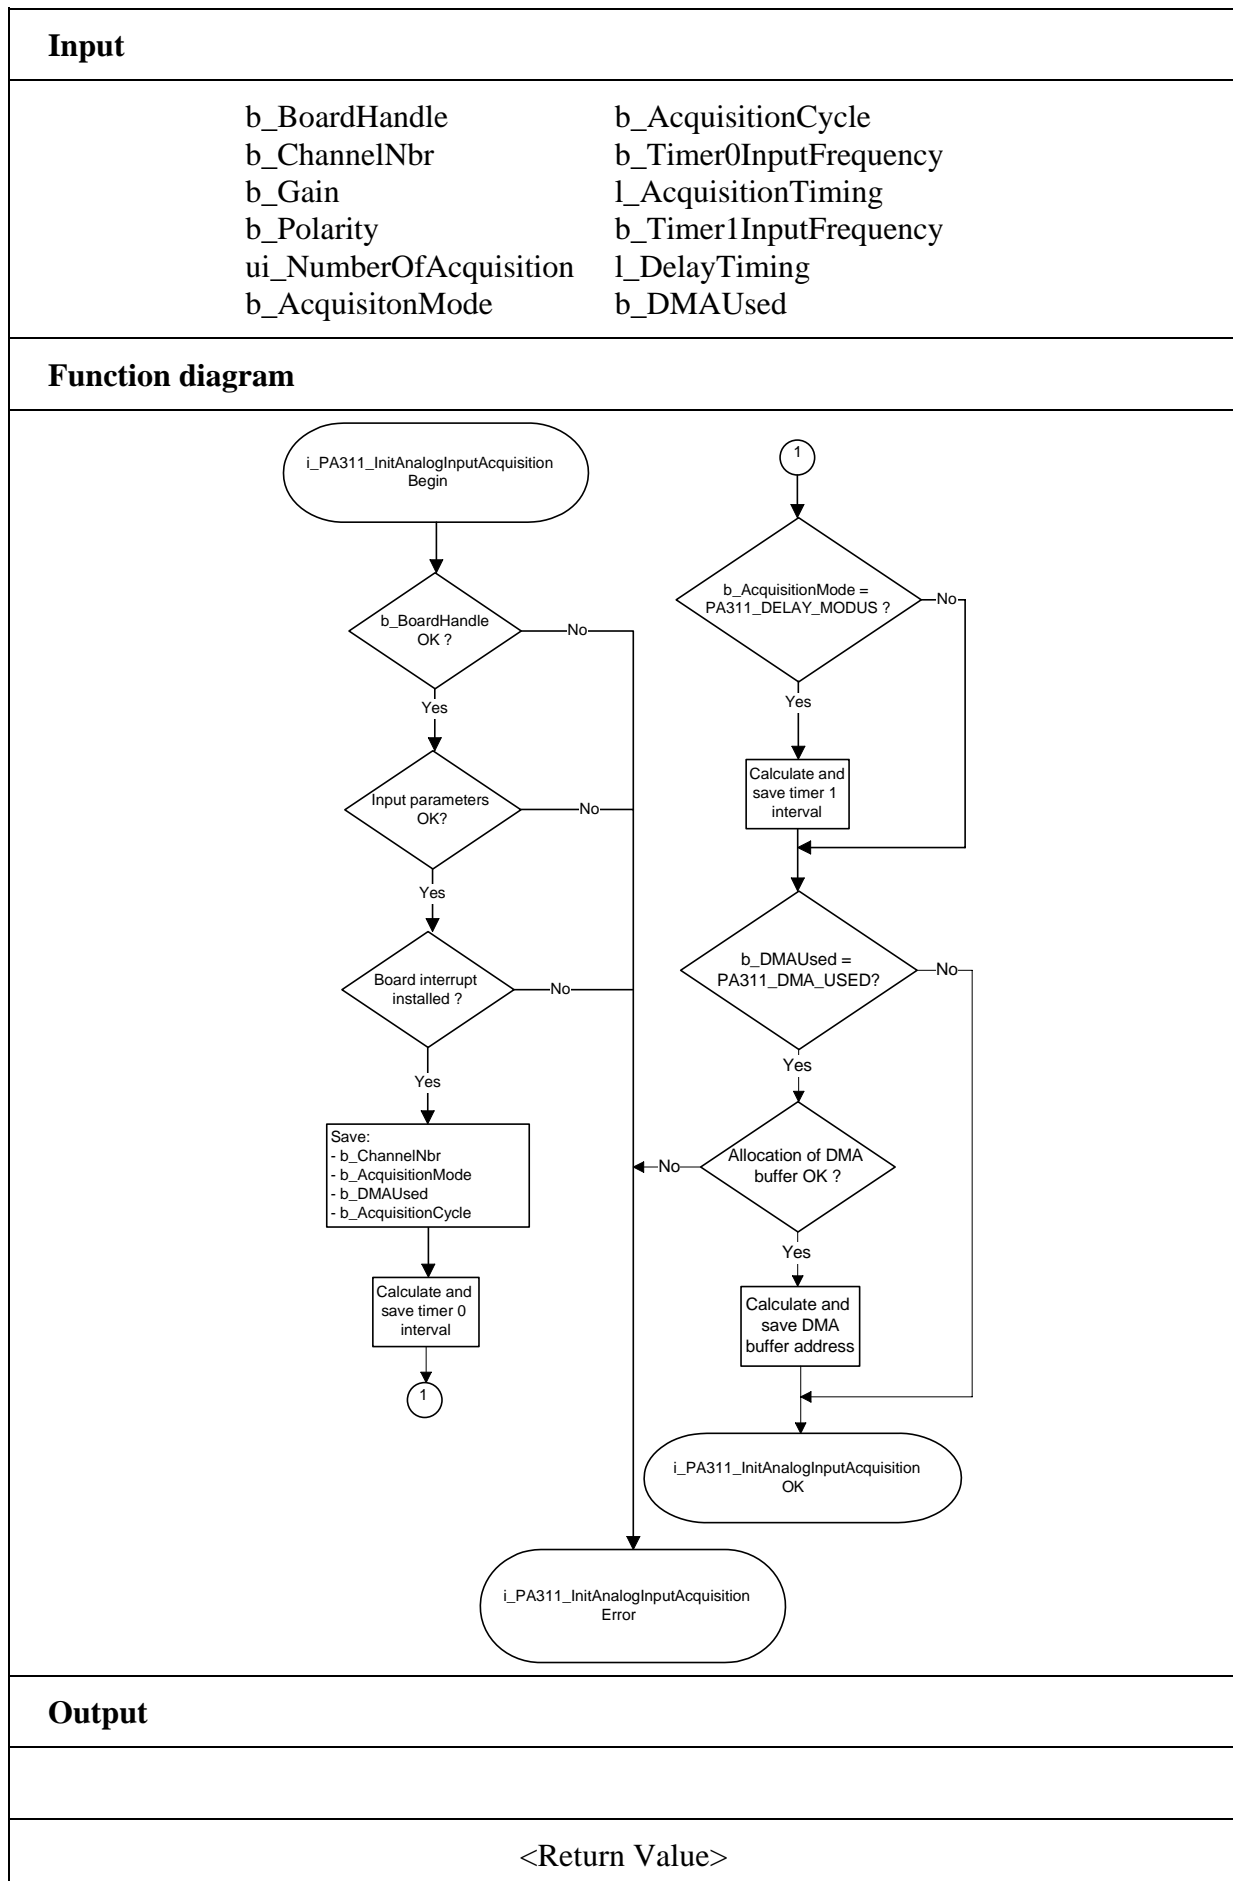 Input
b_BoardHandle
b_ChannelNbr
b_Gain
b_Polarity
ui_NumberOfAcquisition
b_AcquisitonMode
b_AcquisitionCycle
b_Timer0InputFrequency
l_AcquisitionTiming
b_Timer1InputFrequency
l_DelayTiming
b_DMAUsed
Function diagram
i_PA311_InitAnalogInputAcquisition
Begin
b_BoardHandle
OK ?
No
Yes
Input parameters
OK?
No
Yes
Board interrupt
installed ?
No
Yes
Save:
- b_ChannelNbr
- b_AcquisitionMode
- b_DMAUsed
- b_AcquisitionCycle
Calculate and
save timer 0
interval
1
1
b_AcquisitionMode =
PA311_DELAY_MODUS ?
No
Yes
Calculate and
save timer 1
interval
b_DMAUsed =
PA311_DMA_USED?
No
Yes
Allocation of DMA
buffer OK ?
No
Yes
Calculate and
save DMA
buffer address
i_PA311_InitAnalogInputAcquisition
OK
i_PA311_InitAnalogInputAcquisition
Error
Output
<Return Value>